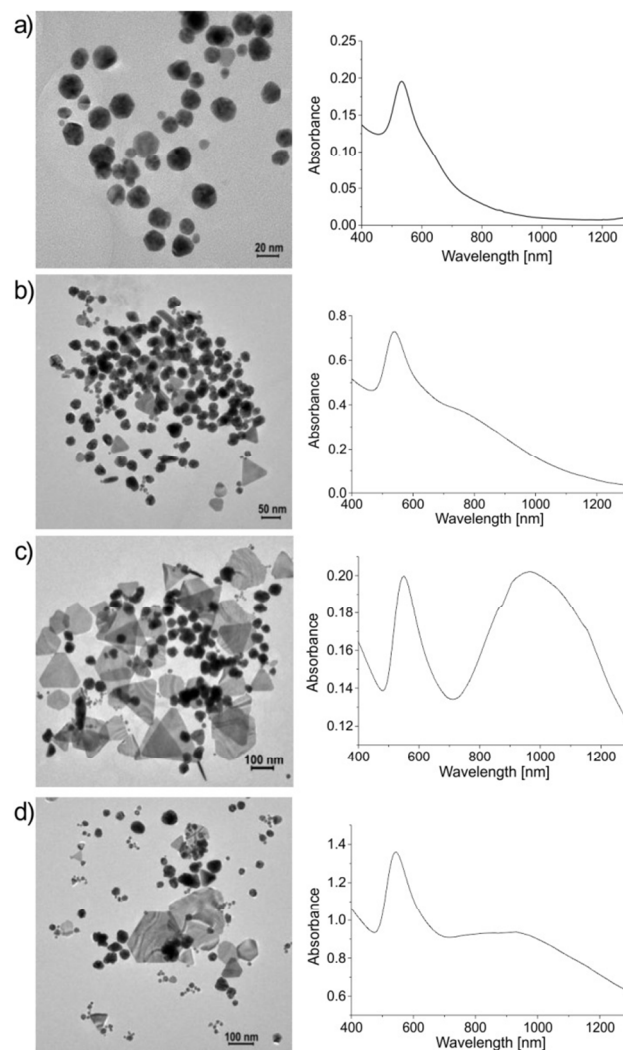 a)
20 nm
0.25
0.20
0.15
0.10
0.05
0.00
Absorbance
400 600 800 1000 1200
Wavelength [nm]
b)
50 nm
0.8
0.6
0.4
0.2
0.0
Absorbance
400 600 800 1000 1200
Wavelength [nm]
c)
100 nm
0.20
0.18
0.16
0.14
0.12
Absorbance
400 600 800 1000 1200
Wavelength [nm]
d)
100 nm
1.4
1.2
1.0
0.8
0.6
Absorbance
400 600 800 1000 1200
Wavelength [nm]